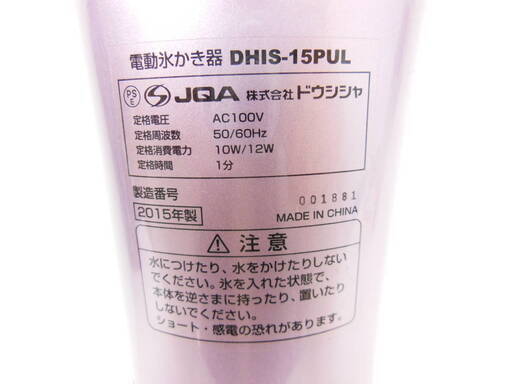 電動氷かき器 DHIS-15PUL
PS E JQA 株式会社ドウシシャ
定格電圧 AC100V
定格周波数 50/60Hz
定格消費電力 10W/12W
定格時間 1分
製造番号 001881
2015年製 MADE IN CHINA
注意
水につけたり、水をかけたりしない
でください。氷を入れた状態で、
本体を逆さまに持ったり、置いたり
しないでください。
ショート・感電の恐れがあります。